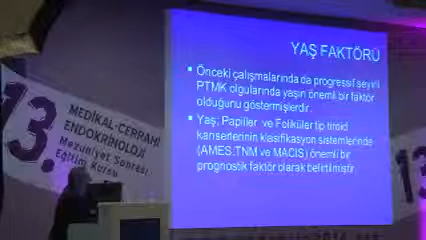 YAŞ FAKTÖRÜ
Önceki çalışmalarında da progressif seyirli
PTMK olgularında yaşın önemli bir faktör
olduğunu göstermişlerdir.
Yaş; Papiller ve Foliküler tip tiroid
kanserlerinin klasifikasyon sistemlerinde
(AMES,TNM ve MACIS) önemli bir
prognostik faktör olarak belirtilmiştir.
13.
MEDİKAL-CERRAHİ
ENDOKRİNOLOJİ
Mezuniyet Sonrası
Eğitim Kursu
13